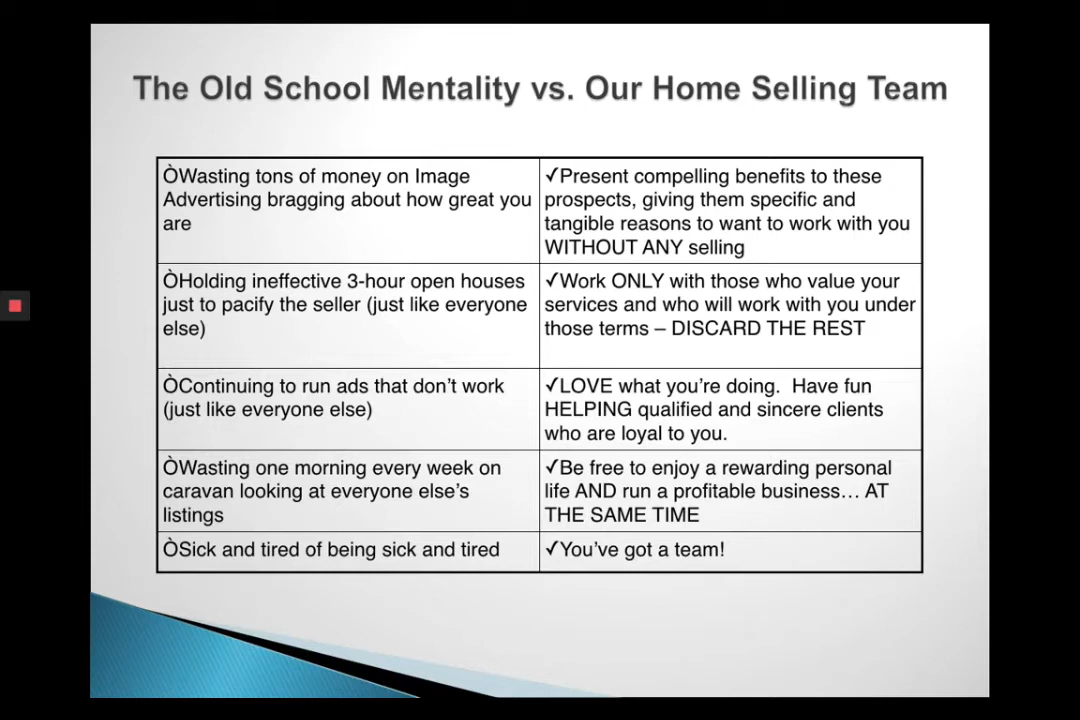 The Old School Mentality vs. Our Home Selling Team
ÒWasting tons of money on Image
Advertising bragging about how great you
are
✓Present compelling benefits to these
prospects, giving them specific and
tangible reasons to want to work with you
WITHOUT ANY selling
ÒHolding ineffective 3-hour open houses
just to pacify the seller (just like everyone
else)
✓Work ONLY with those who value your
services and who will work with you under
those terms – DISCARD THE REST
ÒContinuing to run ads that don’t work
(just like everyone else)
✓LOVE what you’re doing.  Have fun
HELPING qualified and sincere clients
who are loyal to you.
ÒWasting one morning every week on
caravan looking at everyone else’s
listings
✓Be free to enjoy a rewarding personal
life AND run a profitable business… AT
THE SAME TIME
ÒSick and tired of being sick and tired
✓You’ve got a team!